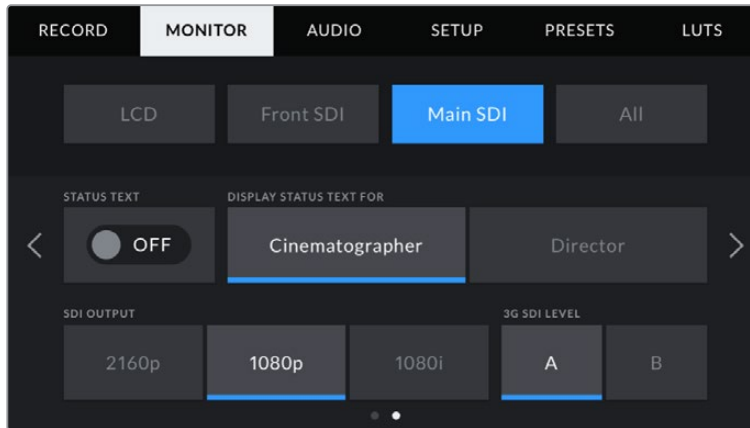 RECORD MONITOR AUDIO SETUP PRESETS LUTS
LCD Front SDI Main SDI All
STATUS TEXT DISPLAY STATUS TEXT FOR
OFF Cinematographer Director
SDI OUTPUT 3G SDI LEVEL
2160p 1080p 1080i A B